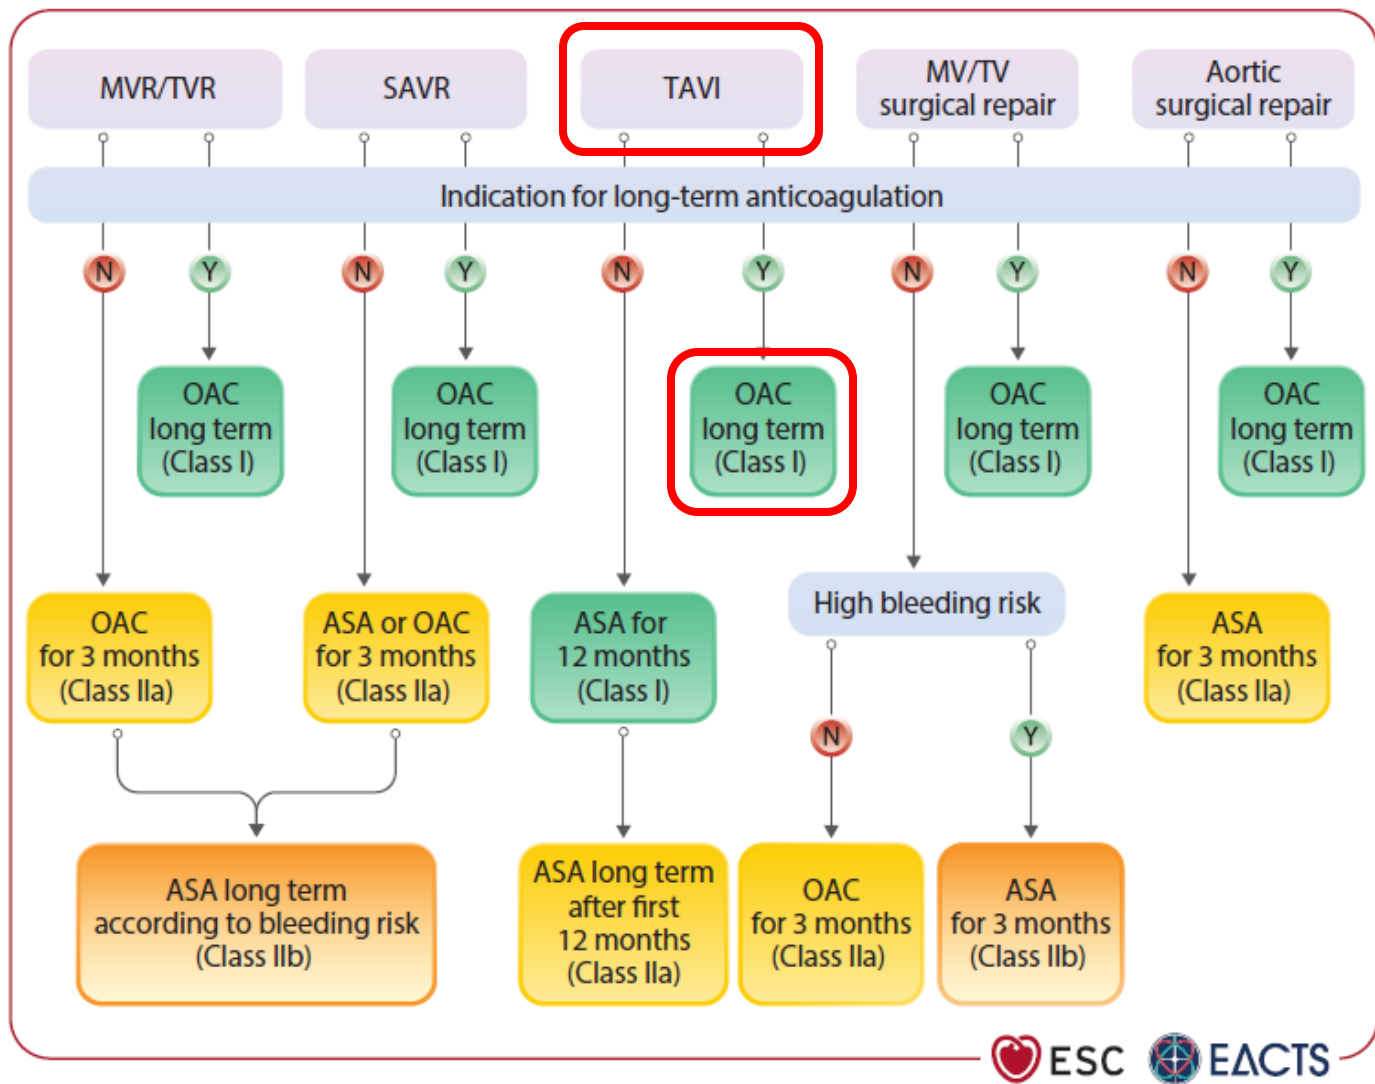 MVR/TVR
SAVR
TAVI
MV/TV
surgical repair
Aortic
surgical repair
Indication for long-term anticoagulation
N
Y
N
Y
N
Y
N
Y
N
Y
OAC
long term
(Class I)
OAC
long term
(Class I)
OAC
long term
(Class I)
OAC
long term
(Class I)
OAC
long term
(Class I)
OAC
for 3 months
(Class IIa)
ASA or OAC
for 3 months
(Class IIa)
ASA for
12 months
(Class I)
High bleeding risk
ASA
for 3 months
(Class IIa)
N
Y
ASA long term
according to bleeding risk
(Class IIb)
ASA long term
after first
12 months
(Class IIa)
OAC
for 3 months
(Class IIa)
ASA
for 3 months
(Class IIb)
ESC
EACTS